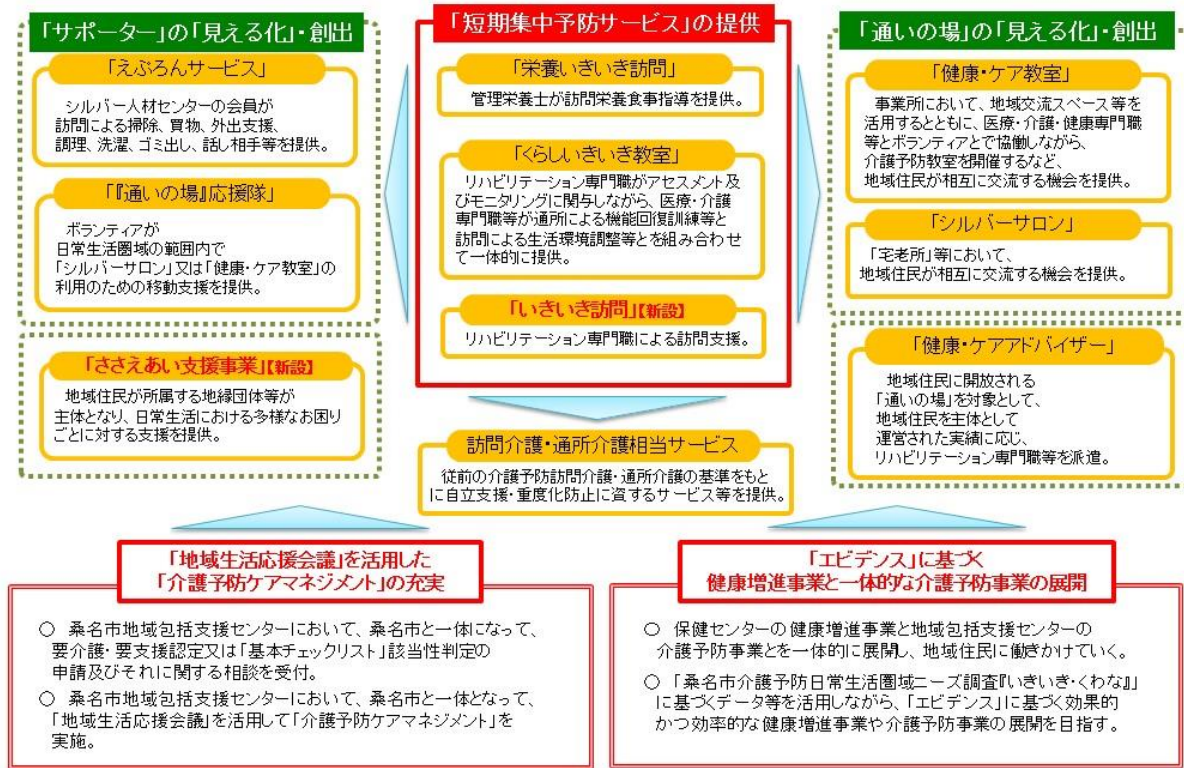 「サポーター」の「見える化」・創出
「えぷろんサービス」
シルバー人材センターの会員が
訪問による掃除、買物、外出支援、
調理、洗濯、ゴミ出し、話し相手等を提供。
「『通いの場』応援隊」
ボランティアが
日常生活圏域の範囲内で
「シルバーサロン」又は「健康・ケア教室」の
利用のための移動支援を提供。
「ささえあい支援事業」【新設】
地域住民が所属する地縁団体等が
主体となり、日常生活における多様なお困り
ごとに対する支援を提供。
「短期集中予防サービス」の提供
「栄養いきいき訪問」
管理栄養士が訪問栄養食事指導を提供。
「くらしいきいき教室」
リハビリテーション専門職がアセスメント及
びモニタリングに関与しながら、医療・介護
専門職等が通所による機能回復訓練等と
訪問による生活環境調整等とを組み合わせ
て一体的に提供。
「いきいき訪問」【新設】
リハビリテーション専門職による訪問支援。
訪問介護・通所介護相当サービス
従前の介護予防訪問介護・通所介護の基準をもと
に自立支援・重度化防止に資するサービス等を提供。
「通いの場」の「見える化」・創出
「健康・ケア教室」
事業所において、地域交流スペース等を
活用するとともに、医療・介護・健康専門職
等とボランティアとで協働しながら、
介護予防教室を開催するなど、
地域住民が相互に交流する機会を提供。
「シルバーサロン」
「宅老所」等において、
地域住民が相互に交流する機会を提供。
「健康・ケアアドバイザー」
地域住民に開放される
「通いの場」を対象として、
地域住民を主体として
運営された実績に応じ、
リハビリテーション専門職等を派遣。
「地域生活応援会議」を活用した
「介護予防ケアマネジメント」の充実
○ 桑名市地域包括支援センターにおいて、桑名市と一体になって、
要介護・要支援認定又は「基本チェックリスト」該当性判定の
申請及びそれに関する相談を受付。
○ 桑名市地域包括支援センターにおいて、桑名市と一体となって、
「地域生活応援会議」を活用して「介護予防ケアマネジメント」を
実施。
「エビデンス」に基づく
健康増進事業と一体的な介護予防事業の展開
○ 保健センターの健康増進事業と地域包括支援センターの
介護予防事業とを一体的に展開し、地域住民に働きかけていく。
○ 「桑名市介護予防日常生活圏域ニーズ調査『いきいき・くわな』」
に基づくデータ等を活用しながら、「エビデンス」に基づく効果的
かつ効率的な健康増進事業や介護予防事業の展開を目指す。